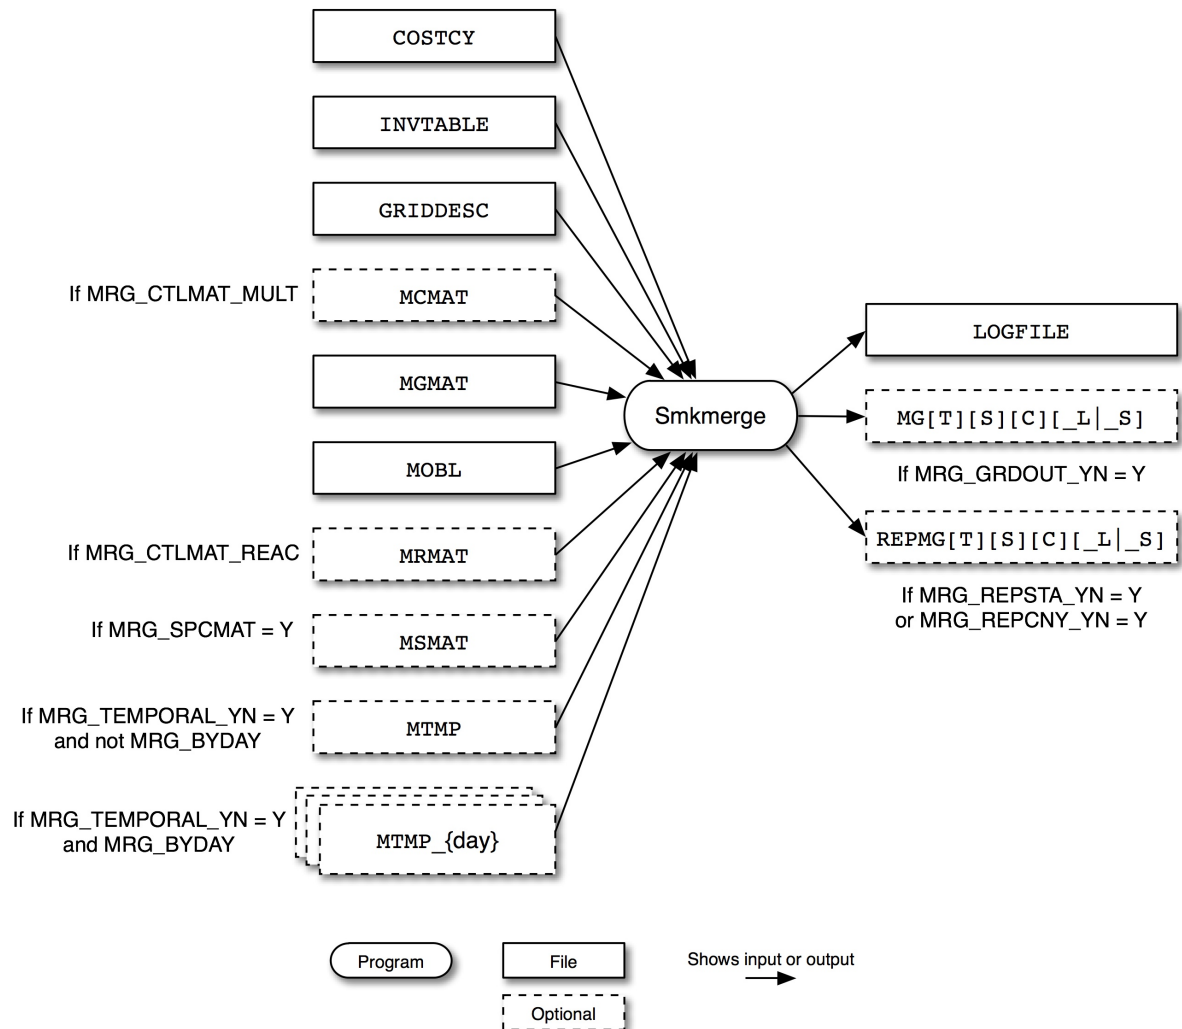 COSTCY
INVTABLE
GRIDDESC
If MRG_CTLMAT_MULT
MCMAT
MGMAT
MOBL
If MRG_CTLMAT_REAC
MRMAT
If MRG_SPCMAT = Y
MSMAT
If MRG_TEMPORAL_YN = Y
and not MRG_BYDAY
MTMP
If MRG_TEMPORAL_YN = Y
and MRG_BYDAY
MTMP_{day}
Smkmerge
LOGFILE
MG[T][S][C][_L|_S]
If MRG_GRDOUT_YN = Y
REPMG[T][S][C][_L|_S]
If MRG_REPSTA_YN = Y
or MRG_REPCNY_YN = Y
Program
File
Shows input or output
Optional